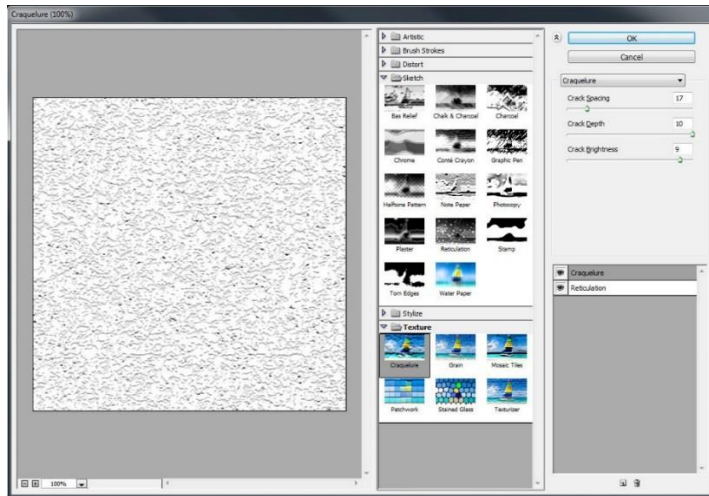 Craquelure (100%)
Artistic
Brush Strokes
Distort
Sketch
Bas Relief
Chalk & Charcoal
Charcoal
Chrome
Conté Crayon
Graphic Pen
Halftone Pattern
Note Paper
Photocopy
Plaster
Reticulation
Stamp
Torn Edges
Water Paper
Stylize
Texture
Craquelure
Grain
Mosaic Tiles
Patchwork
Stained Glass
Texturizer
100%
OK
Cancel
Craquelure
Crack Spacing 17
Crack Depth 10
Crack Brightness 9
Craquelure
Reticulation